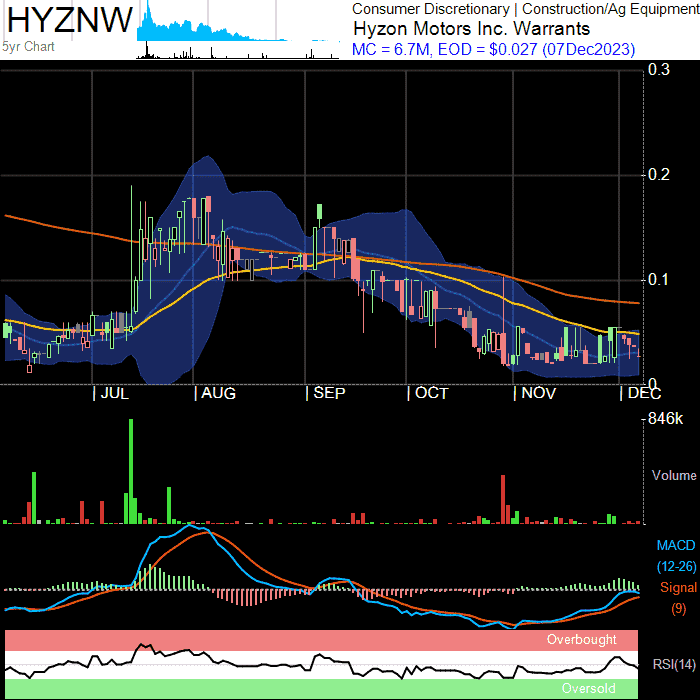 HYZNW
5yr Chart
Consumer Discretionary | Construction/Ag Equipment
Hyzon Motors Inc. Warrants
MC = 6.7M, EOD = $0.027 (07Dec2023)
0.3
0.2
0.1
0
| JUL | AUG | SEP | OCT | NOV | DEC
846k
Volume
MACD
(12-26)
Signal
(9)
Overbought
RSI(14)
Oversold